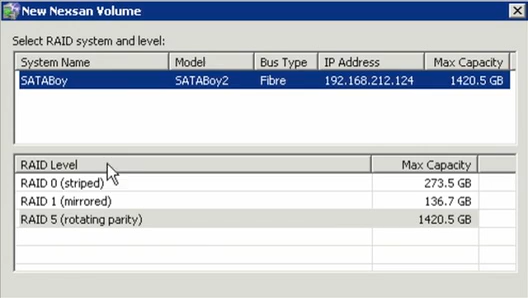 New Nexsan Volume
Select RAID system and level:
System Name Model Bus Type IP Address Max Capacity
SATABoy SATABoy2 Fibre 192.168.212.124 1420.5 GB
RAID Level Max Capacity
RAID 0 (striped) 273.5 GB
RAID 1 (mirrored) 136.7 GB
RAID 5 (rotating parity) 1420.5 GB